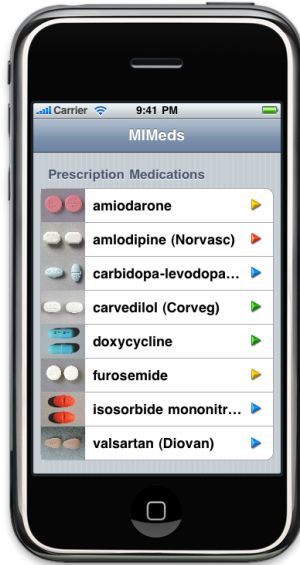 Carrier 9:41 PM
MIMeds
Prescription Medications
amiodarone
amlodipine (Norvasc)
carbidopa-levodopa...
carvedilol (Corveg)
doxycycline
furosemide
isosorbide mononitr...
valsartan (Diovan)